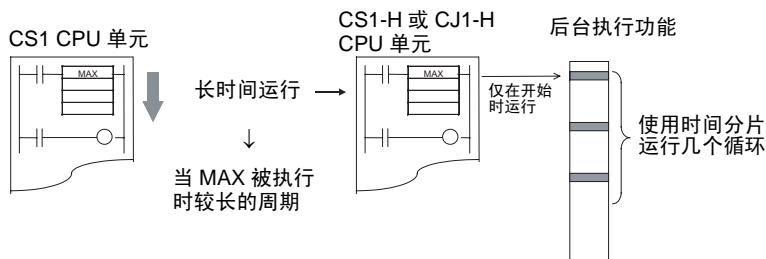 CS1 CPU 单元
MAX
长时间运行
↓
当 MAX 被执行
时较长的周期
CS1-H 或 CJ1-H
CPU 单元
MAX
仅在开始
时运行
后台执行功能
使用时间分片
运行几个循环